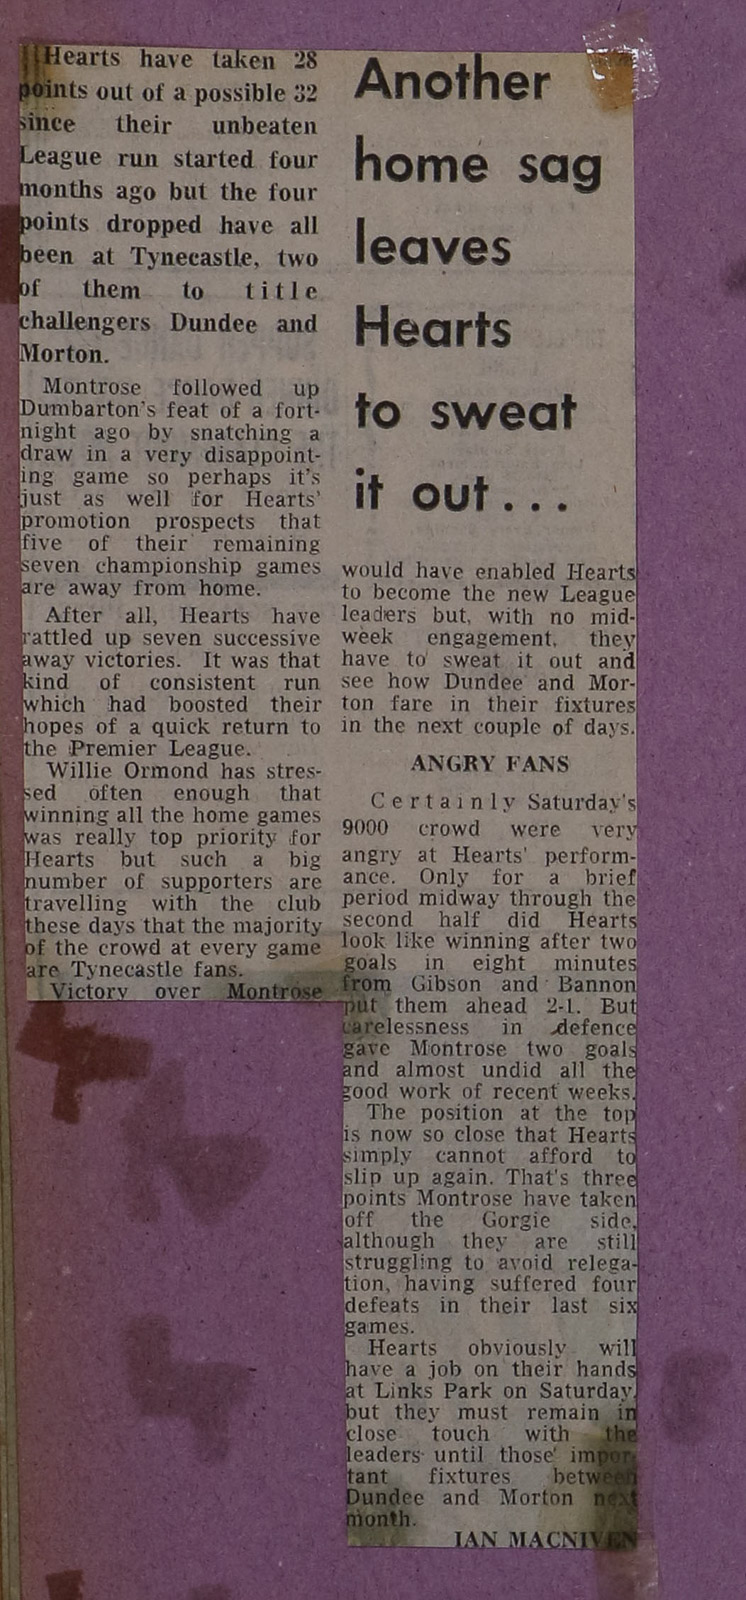 Another
home sag
leaves
Hearts
to sweat
it out...
Hearts have taken 28
points out of a possible 32
since their unbeaten
League run started four
months ago but the four
points dropped have all
been at Tynecastle, two
of them to title
challengers Dundee and
Morton.
Montrose followed up
Dumbarton's feat of a fort-
night ago by snatching a
draw in a very disappoint-
ing game so perhaps it's
just as well for Hearts'
promotion prospects that
five of their remaining
seven championship games
are away from home.
After all, Hearts have
rattled up seven successive
away victories. It was that
kind of consistent run
which had boosted their
hopes of a quick return to
the Premier League.
Willie Ormond has stres-
sed often enough that
winning all the home games
was really top priority for
Hearts but such a big
number of supporters are
travelling with the club
these days that the majority
of the crowd at every game
are Tynecastle fans.
Victory over Montrose
would have enabled Hearts
to become the new League
leaders but, with no mid-
week engagement, they
have to sweat it out and
see how Dundee and Mor-
ton fare in their fixtures
in the next couple of days.
ANGRY FANS
Certainly Saturday's
9000 crowd were very
angry at Hearts' perform-
ance. Only for a brief
period midway through the
second half did Hearts
look like winning after two
goals in eight minutes
from Gibson and Bannon
put them ahead 2-1. But
carelessness in defence
gave Montrose two goals
and almost undid all the
good work of recent weeks.
The position at the top
is now so close that Hearts
simply cannot afford to
slip up again. That's three
points Montrose have taken
off the Gorgie side,
although they are still
struggling to avoid relega-
tion, having suffered four
defeats in their last six
games.
Hearts obviously will
have a job on their hands
at Links Park on Saturday,
but they must remain in
close touch with the
leaders until those impor-
tant fixtures between
Dundee and Morton next
month.
IAN MACNIVEN